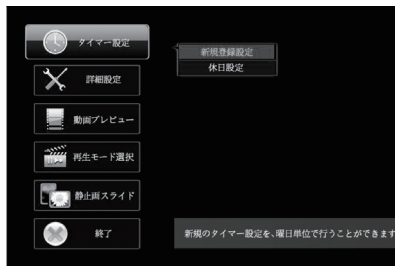 タイマー設定
新規登録設定
休日設定
詳細設定
動画プレビュー
再生モード選択
静止画スライド
終了
新規のタイマー設定を、曜日単位で行うことができます